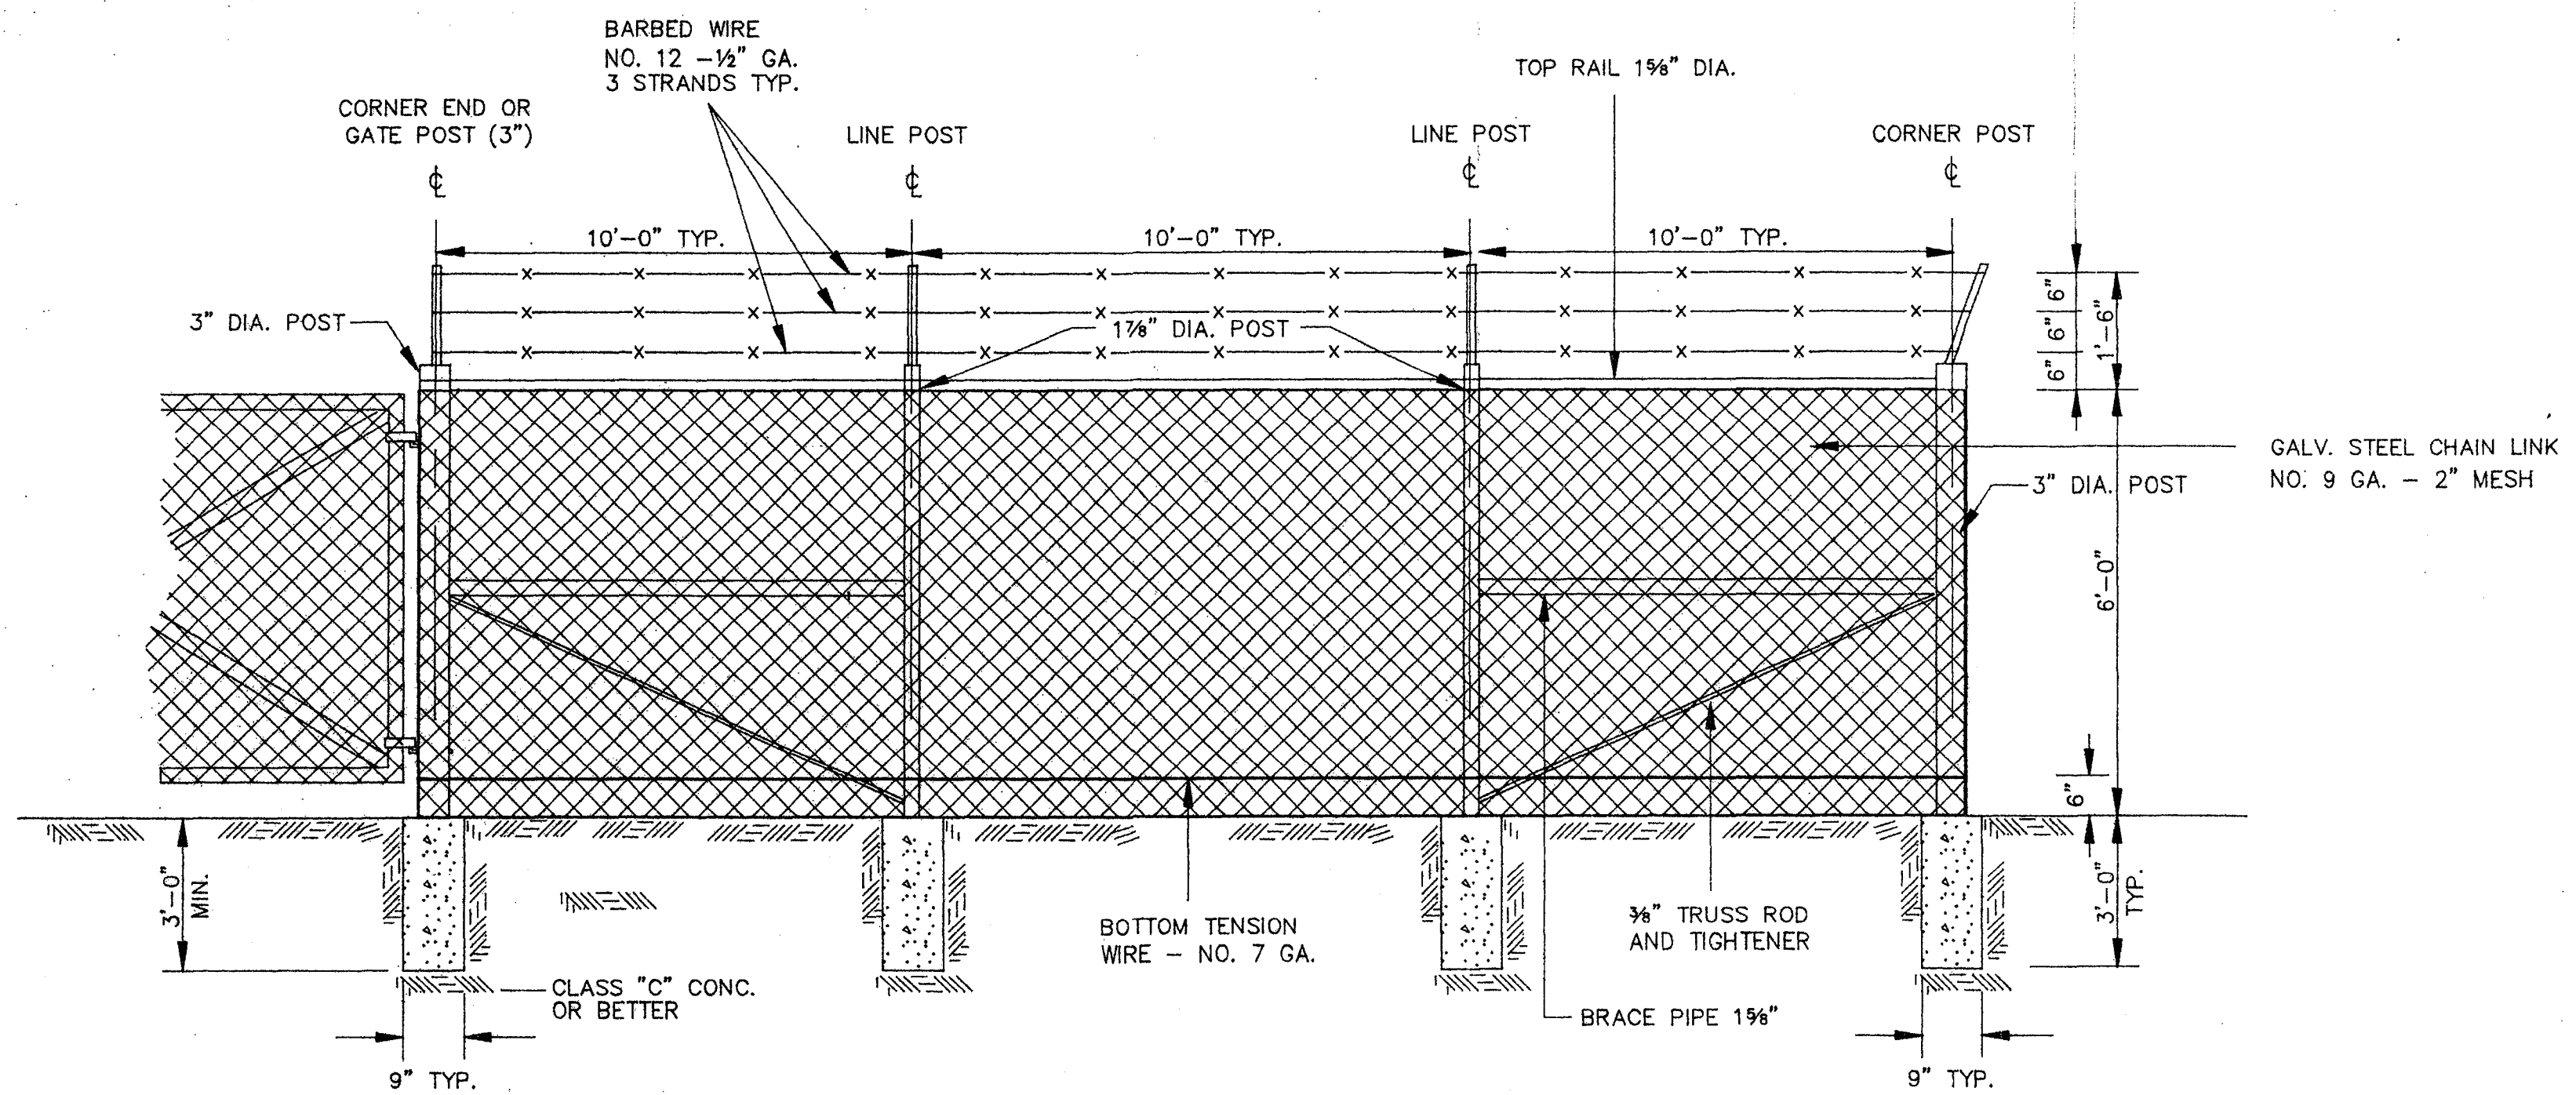 BARBED WIRE
NO. 12 –½" GA.
3 STRANDS TYP.
TOP RAIL 1⅝" DIA.
CORNER END OR
GATE POST (3")
LINE POST
LINE POST
CORNER POST
℄
℄
℄
℄
10'–0" TYP.
10'–0" TYP.
10'–0" TYP.
3" DIA. POST
1⅞" DIA. POST
6"
6"
6"
1'–6"
GALV. STEEL CHAIN LINK
NO. 9 GA. – 2" MESH
3" DIA. POST
6'–0"
6"
3'–0"
MIN.
3'–0"
TYP.
BOTTOM TENSION
WIRE – NO. 7 GA.
⅜" TRUSS ROD
AND TIGHTENER
CLASS "C" CONC.
OR BETTER
BRACE PIPE 1⅝"
9" TYP.
9" TYP.